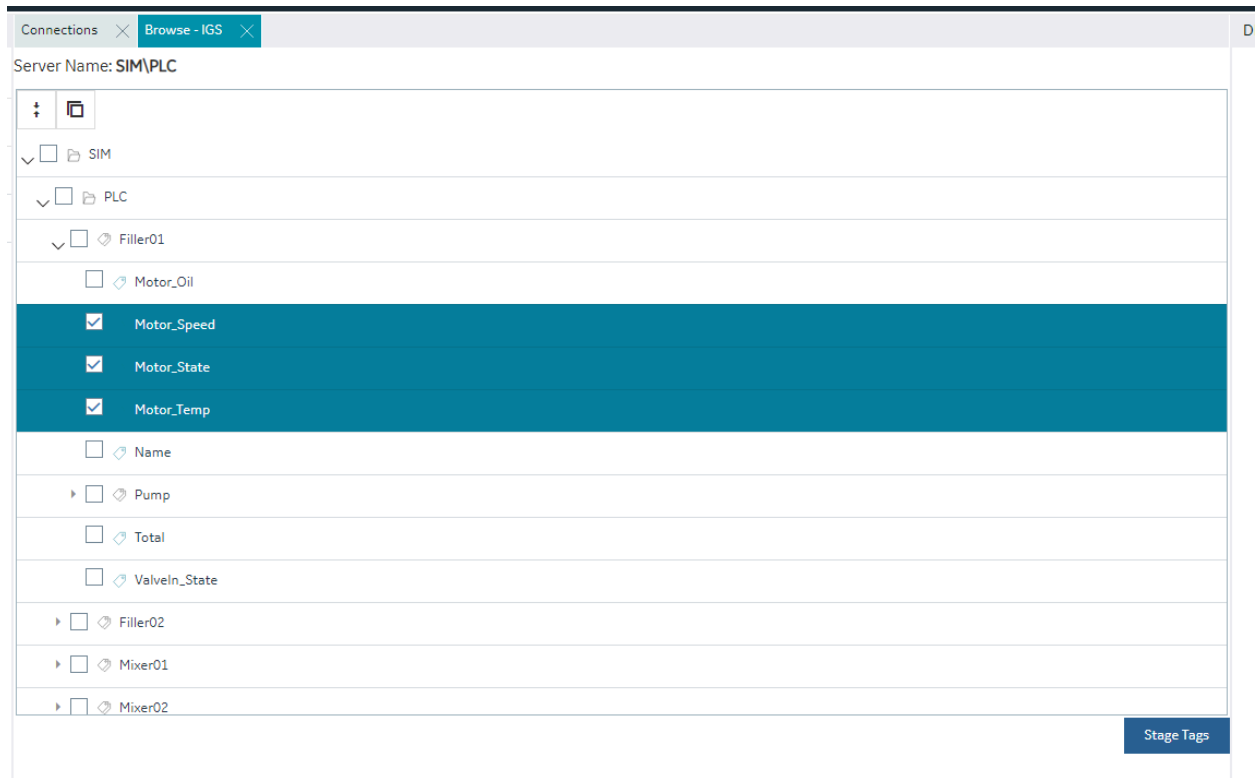 Connections Browse - IGS D
Server Name: SIM\PLC
SIM
PLC
Filler01
Motor_Oil
Motor_Speed
Motor_State
Motor_Temp
Name
Pump
Total
ValveIn_State
Filler02
Mixer01
Mixer02
Stage Tags